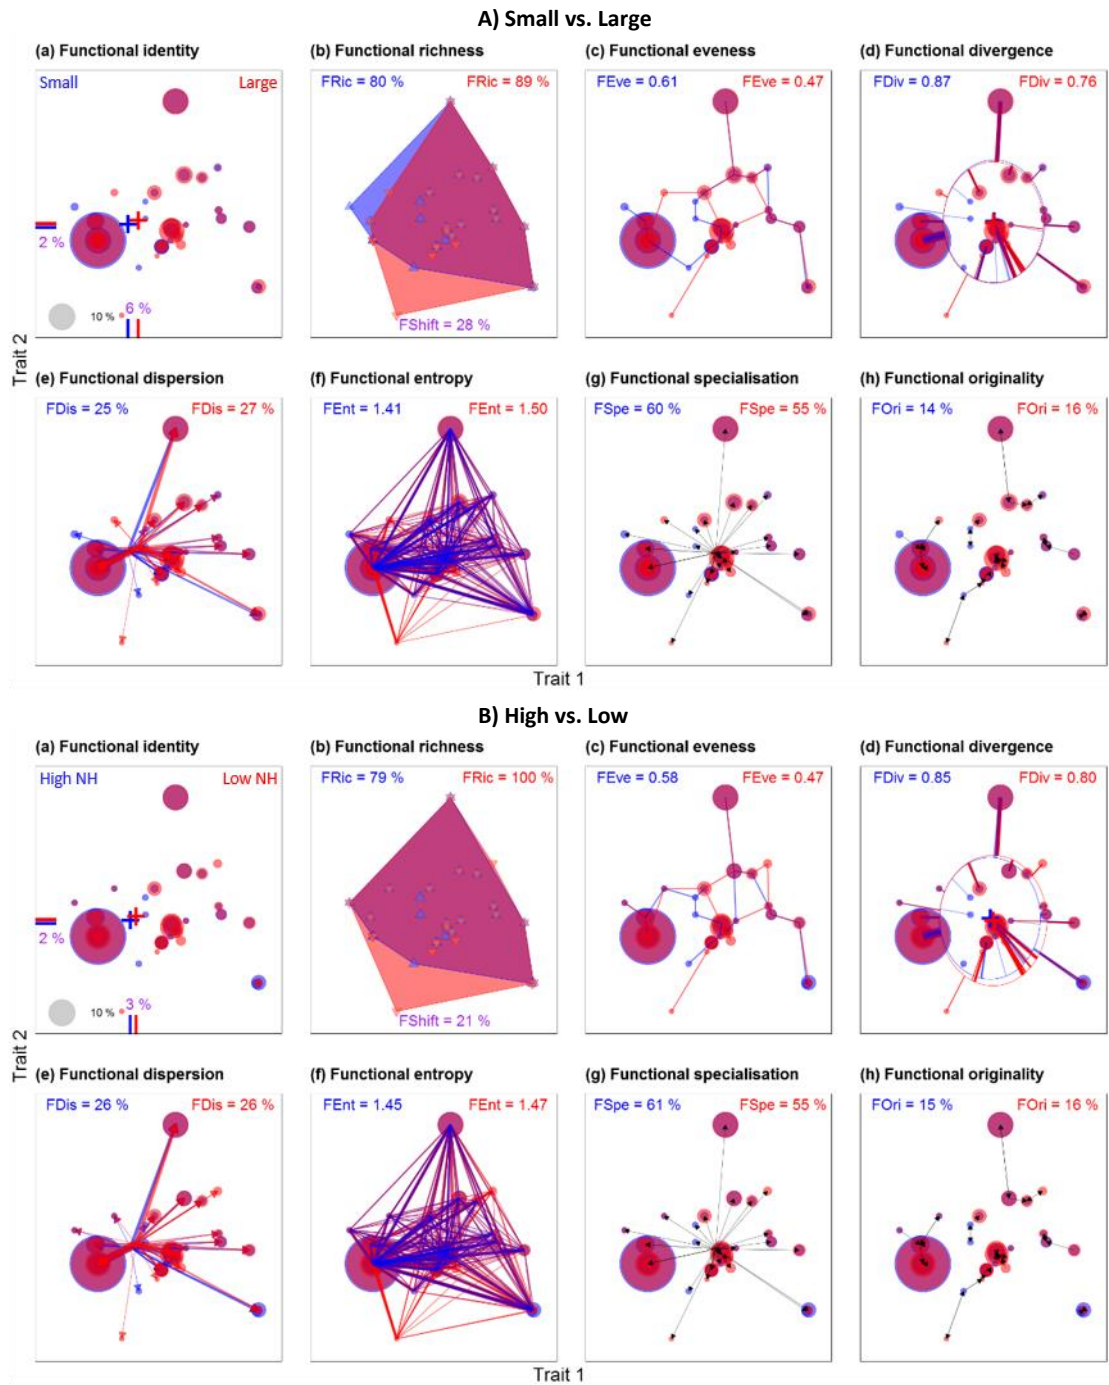 A) Small vs. Large
(a) Functional identity
(b) Functional richness
(c) Functional eveness
(d) Functional divergence
Small
Large
FRic = 80 %
FRic = 89 %
FEve = 0.61
FEve = 0.47
FDiv = 0.87
FDiv = 0.76
2 %
10 %
6 %
FShift = 28 %
Trait 2
(e) Functional dispersion
(f) Functional entropy
(g) Functional specialisation
(h) Functional originality
FDis = 25 %
FDis = 27 %
FEnt = 1.41
FEnt = 1.50
FSpe = 60 %
FSpe = 55 %
FOri = 14 %
FOri = 16 %
Trait 1
B) High vs. Low
(a) Functional identity
(b) Functional richness
(c) Functional eveness
(d) Functional divergence
High NH
Low NH
FRic = 79 %
FRic = 100 %
FEve = 0.58
FEve = 0.47
FDiv = 0.85
FDiv = 0.80
2 %
10 %
3 %
FShift = 21 %
Trait 2
(e) Functional dispersion
(f) Functional entropy
(g) Functional specialisation
(h) Functional originality
FDis = 26 %
FDis = 26 %
FEnt = 1.45
FEnt = 1.47
FSpe = 61 %
FSpe = 55 %
FOri = 15 %
FOri = 16 %
Trait 1